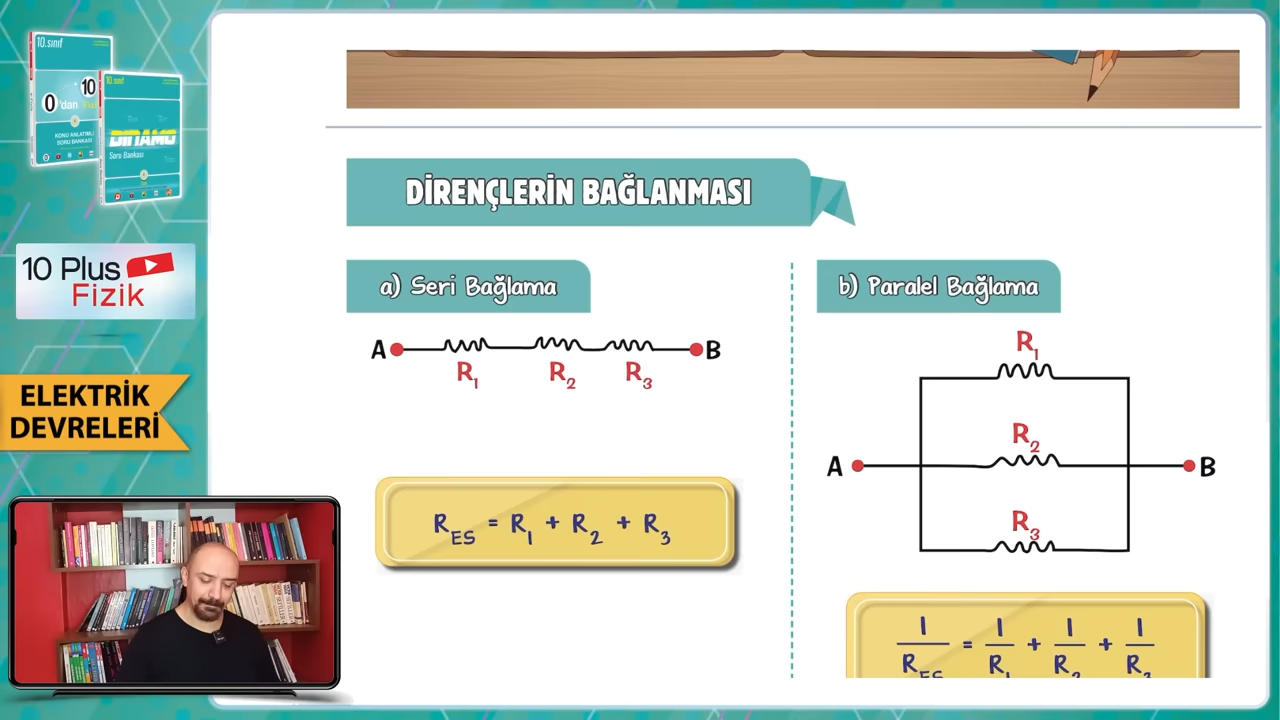 10.sınıf
0'dan 10
KONU ANLATIMLI
SORU BANKASI
10.sınıf
DİNAMO
Soru Bankası
10 Plus
Fizik
ELEKTRİK
DEVRELERİ
DİRENÇLERİN BAĞLANMASI
a) Seri Bağlama
A B
R₁ R₂ R₃
R_ES = R₁ + R₂ + R₃
b) Paralel Bağlama
R₁
R₂
A B
R₃
1/R_ES = 1/R₁ + 1/R₂ + 1/R₃